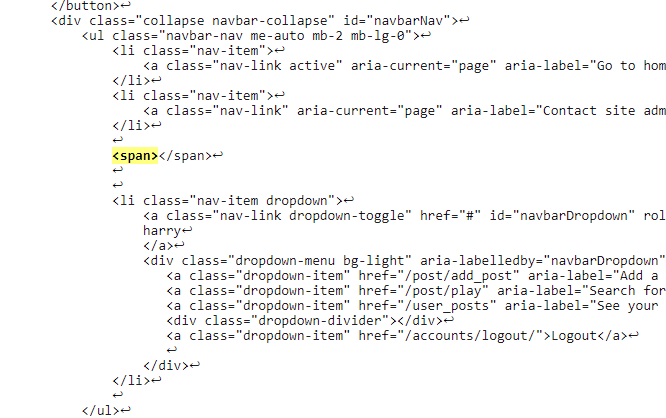 </button>↩
<div class="collapse navbar-collapse" id="navbarNav">↩
<ul class="navbar-nav me-auto mb-2 mb-lg-0">↩
<li class="nav-item">↩
<a class="nav-link active" aria-current="page" aria-label="Go to hom
</li>↩
<li class="nav-item">↩
<a class="nav-link" aria-current="page" aria-label="Contact site adm
</li>↩
↩
<span></span>↩
↩
↩
<li class="nav-item dropdown">↩
<a class="nav-link dropdown-toggle" href="#" id="navbarDropdown" rol
harry↩
</a>↩
<div class="dropdown-menu bg-light" aria-labelledby="navbarDropdown"
<a class="dropdown-item" href="/post/add_post" aria-label="Add a
<a class="dropdown-item" href="/post/play" aria-label="Search for
<a class="dropdown-item" href="/user_posts" aria-label="See your
<div class="dropdown-divider"></div>↩
<a class="dropdown-item" href="/accounts/logout/">Logout</a>↩
↩
</div>↩
</li>↩
↩
</ul>↩